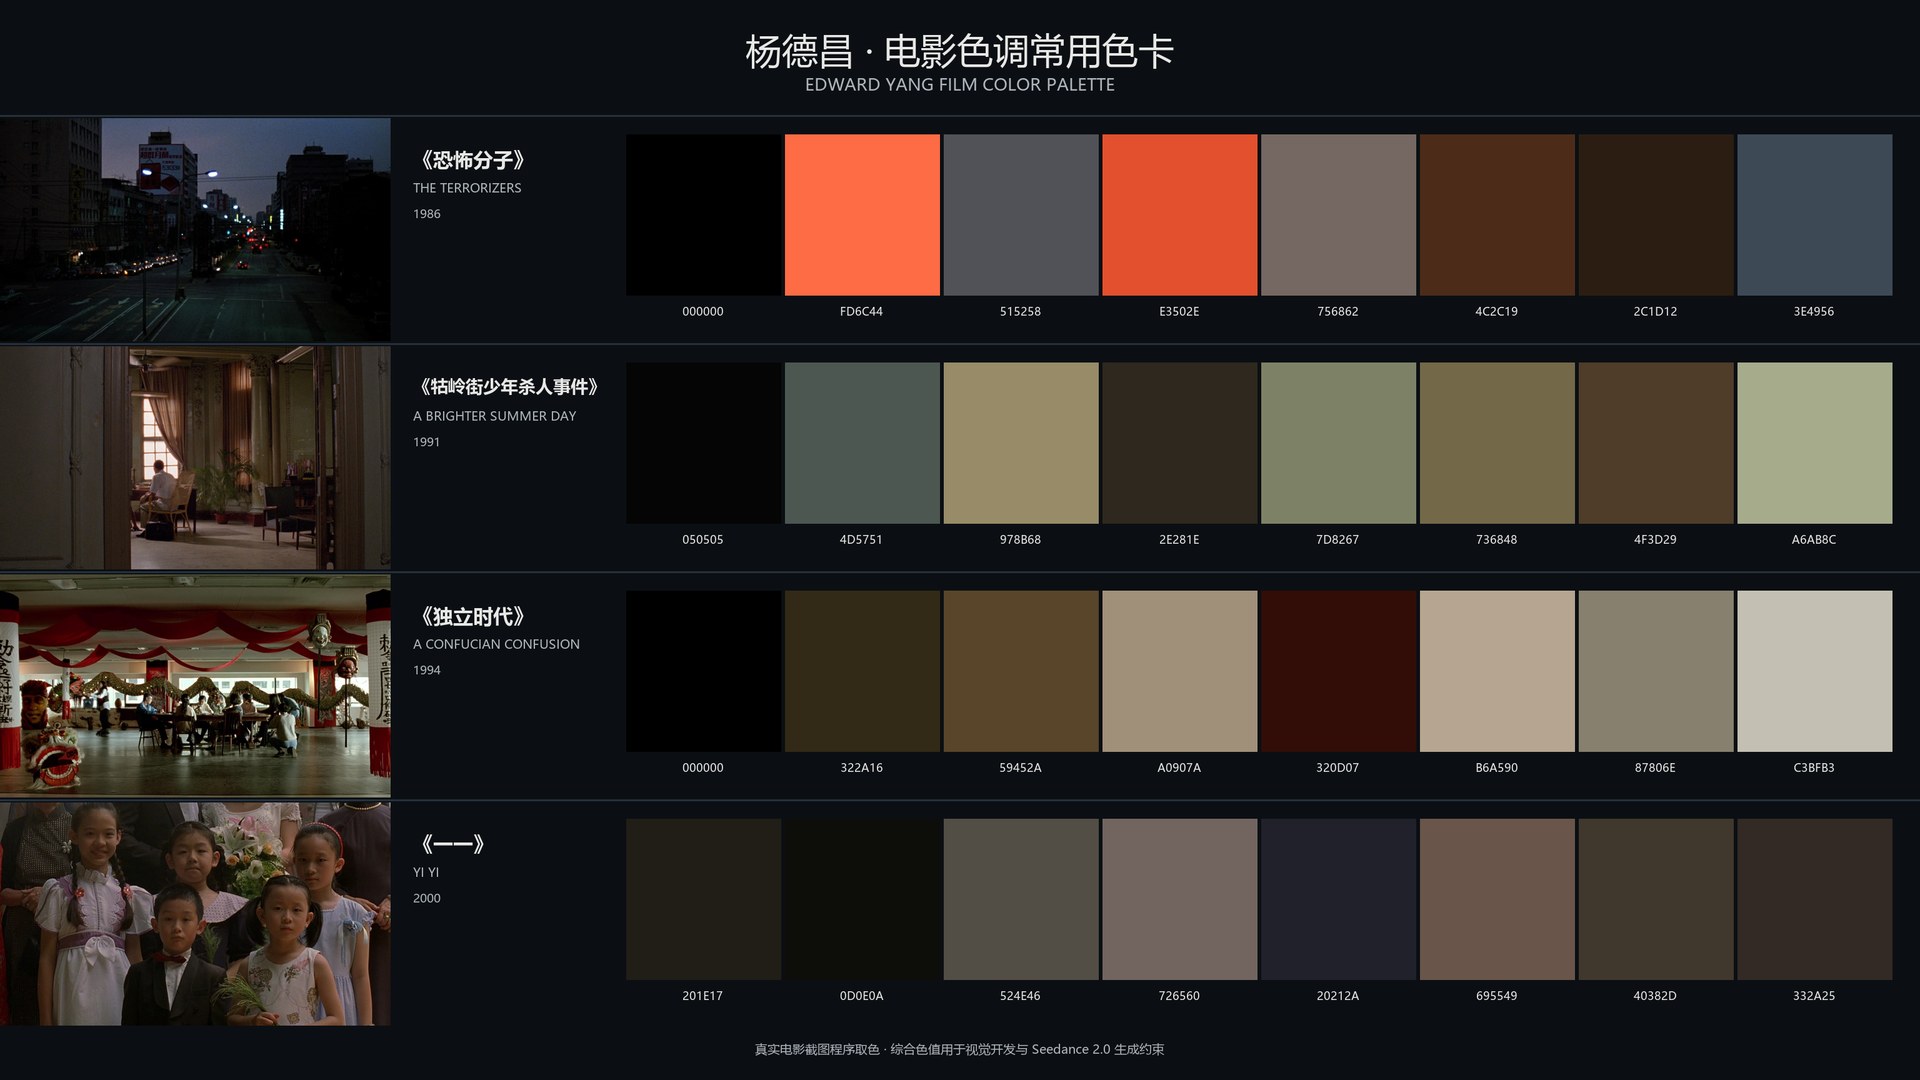 杨德昌 · 电影色调常用色卡
EDWARD YANG FILM COLOR PALETTE
《恐怖分子》
THE TERRORIZERS
1986
000000 FD6C44 515258 E3502E 756862 4C2C19 2C1D12 3E4956
《牯岭街少年杀人事件》
A BRIGHTER SUMMER DAY
1991
050505 4D5751 978B68 2E281E 7D8267 736848 4F3D29 A6AB8C
《独立时代》
A CONFUCIAN CONFUSION
1994
000000 322A16 59452A A0907A 320D07 B6A590 87806E C3BFB3
《一一》
YI YI
2000
201E17 0D0E0A 524E46 726560 20212A 695549 40382D 332A25
真实电影截图程序取色 · 综合色值用于视觉开发与 Seedance 2.0 生成约束